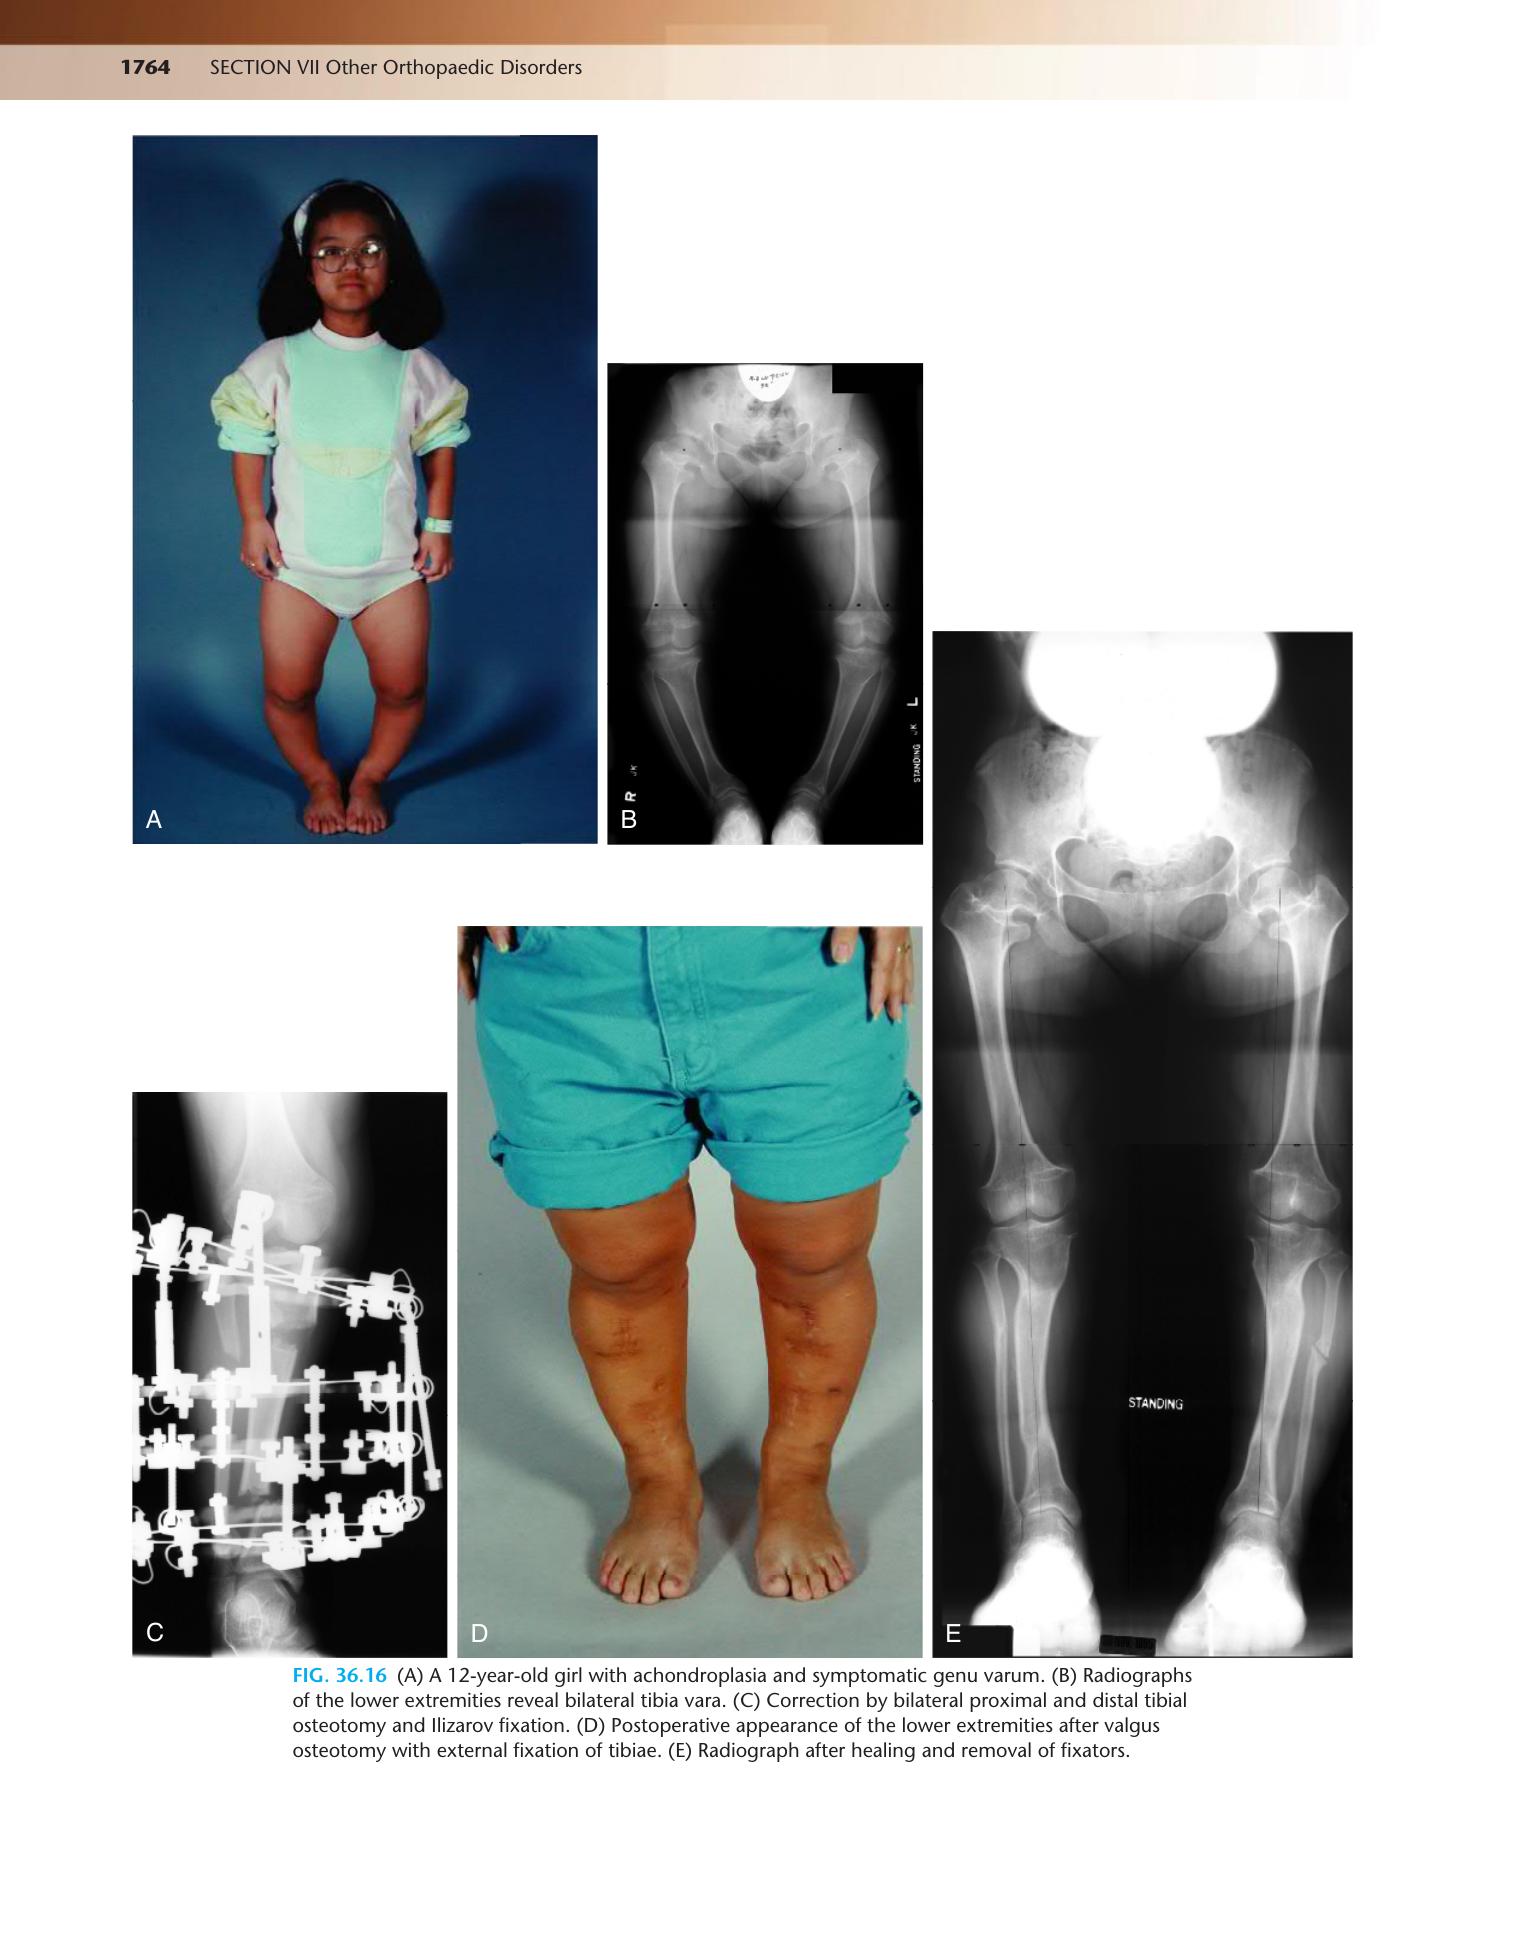 1764 SECTION VII Other Orthopaedic Disorders
A
R JK
B
L
STANDING JK
STANDING
C
D
E
FIG. 36.16 (A) A 12-year-old girl with achondroplasia and symptomatic genu varum. (B) Radiographs
of the lower extremities reveal bilateral tibia vara. (C) Correction by bilateral proximal and distal tibial
osteotomy and Ilizarov fixation. (D) Postoperative appearance of the lower extremities after valgus
osteotomy with external fixation of tibiae. (E) Radiograph after healing and removal of fixators.